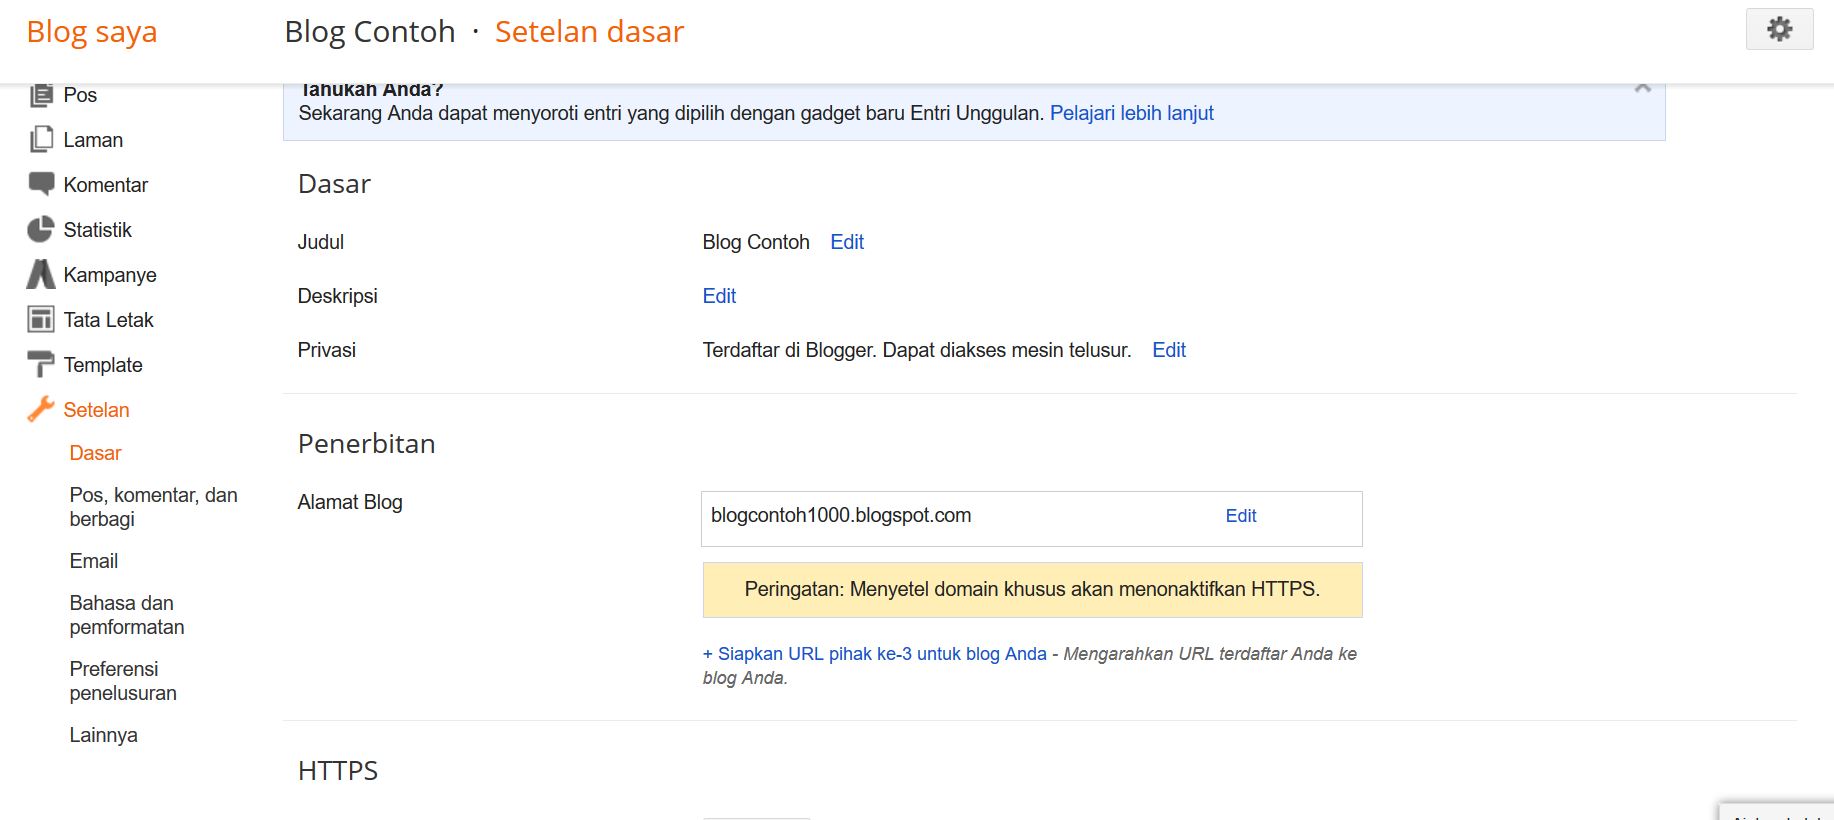 Blog saya
Blog Contoh · Setelan dasar
Pos
Laman
Komentar
Statistik
Kampanye
Tata Letak
Template
Setelan
Dasar
Pos, komentar, dan
berbagi
Email
Bahasa dan
pemformatan
Preferensi
penelusuran
Lainnya
Tahukah Anda?
Sekarang Anda dapat menyoroti entri yang dipilih dengan gadget baru Entri Unggulan. Pelajari lebih lanjut
Dasar
Judul Blog Contoh Edit
Deskripsi Edit
Privasi Terdaftar di Blogger. Dapat diakses mesin telusur. Edit
Penerbitan
Alamat Blog blogcontoh1000.blogspot.com Edit
Peringatan: Menyetel domain khusus akan menonaktifkan HTTPS.
+ Siapkan URL pihak ke-3 untuk blog Anda - Mengarahkan URL terdaftar Anda ke
blog Anda.
HTTPS